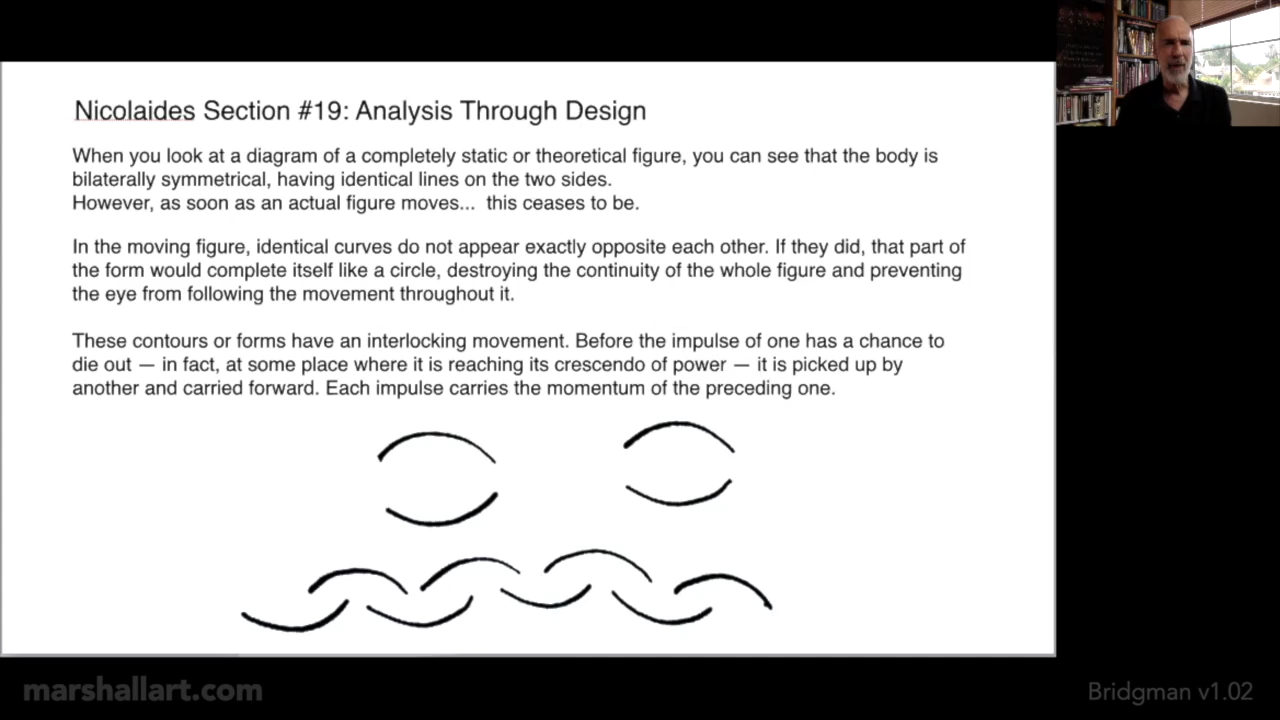 Nicolaides Section #19: Analysis Through Design
When you look at a diagram of a completely static or theoretical figure, you can see that the body is
bilaterally symmetrical, having identical lines on the two sides.
However, as soon as an actual figure moves... this ceases to be.
In the moving figure, identical curves do not appear exactly opposite each other. If they did, that part of
the form would complete itself like a circle, destroying the continuity of the whole figure and preventing
the eye from following the movement throughout it.
These contours or forms have an interlocking movement. Before the impulse of one has a chance to
die out — in fact, at some place where it is reaching its crescendo of power — it is picked up by
another and carried forward. Each impulse carries the momentum of the preceding one.
marshallart.com
Bridgman v1.02